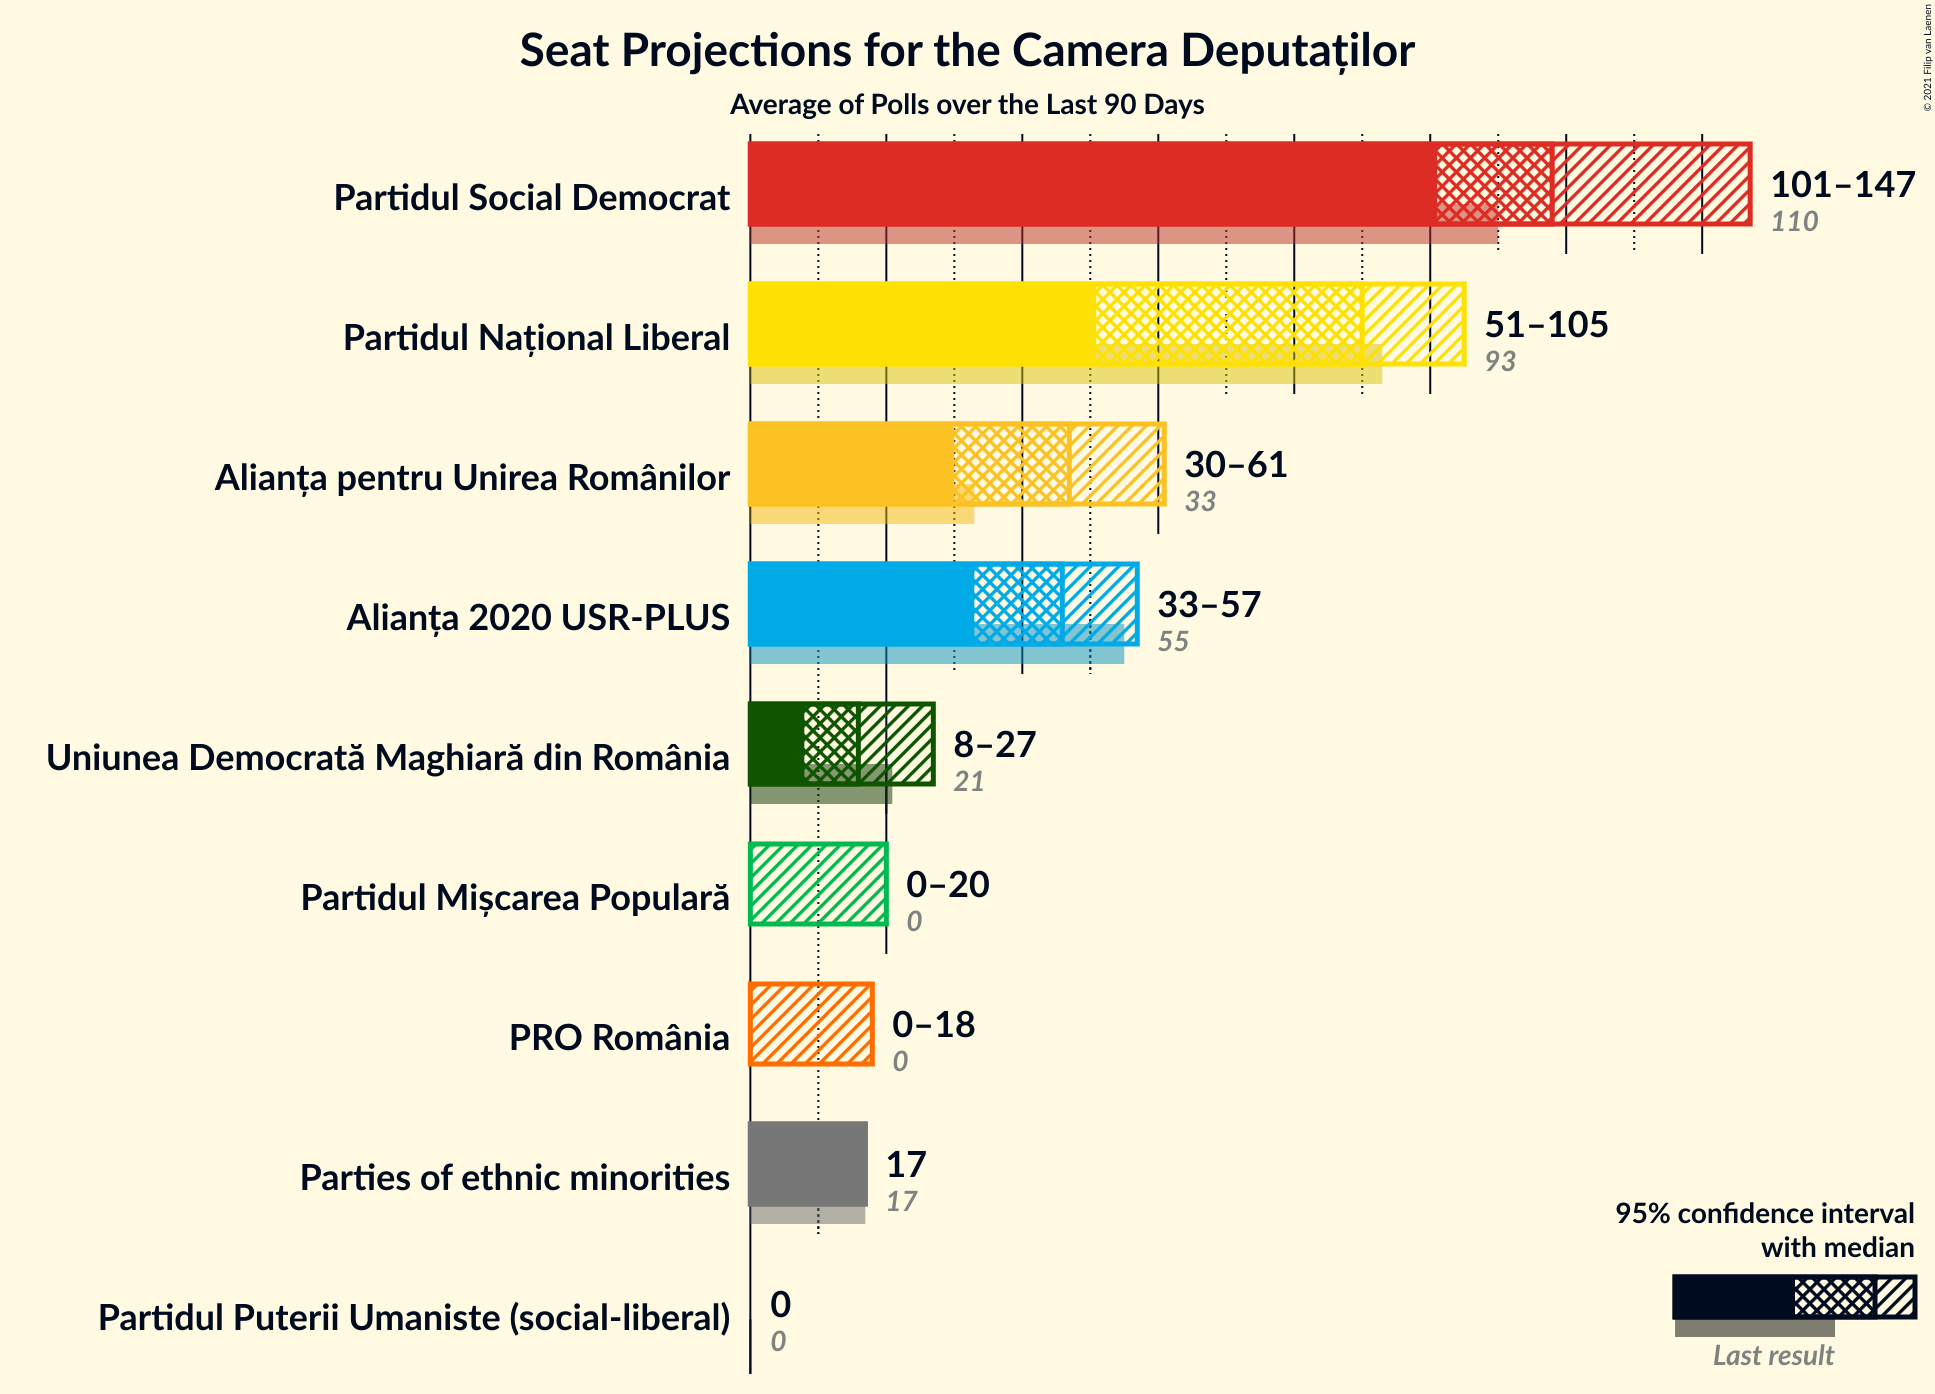 Seat Projections for the Camera Deputaților
Average of Polls over the Last 90 Days
© 2021 Filip van Laenen
Partidul Social Democrat
101–147
110
Partidul Național Liberal
51–105
93
Alianța pentru Unirea Românilor
30–61
33
Alianța 2020 USR-PLUS
33–57
55
Uniunea Democrată Maghiară din România
8–27
21
Partidul Mișcarea Populară
0–20
0
PRO România
0–18
0
Parties of ethnic minorities
17
17
Partidul Puterii Umaniste (social-liberal)
0
0
95% confidence interval
with median
Last result